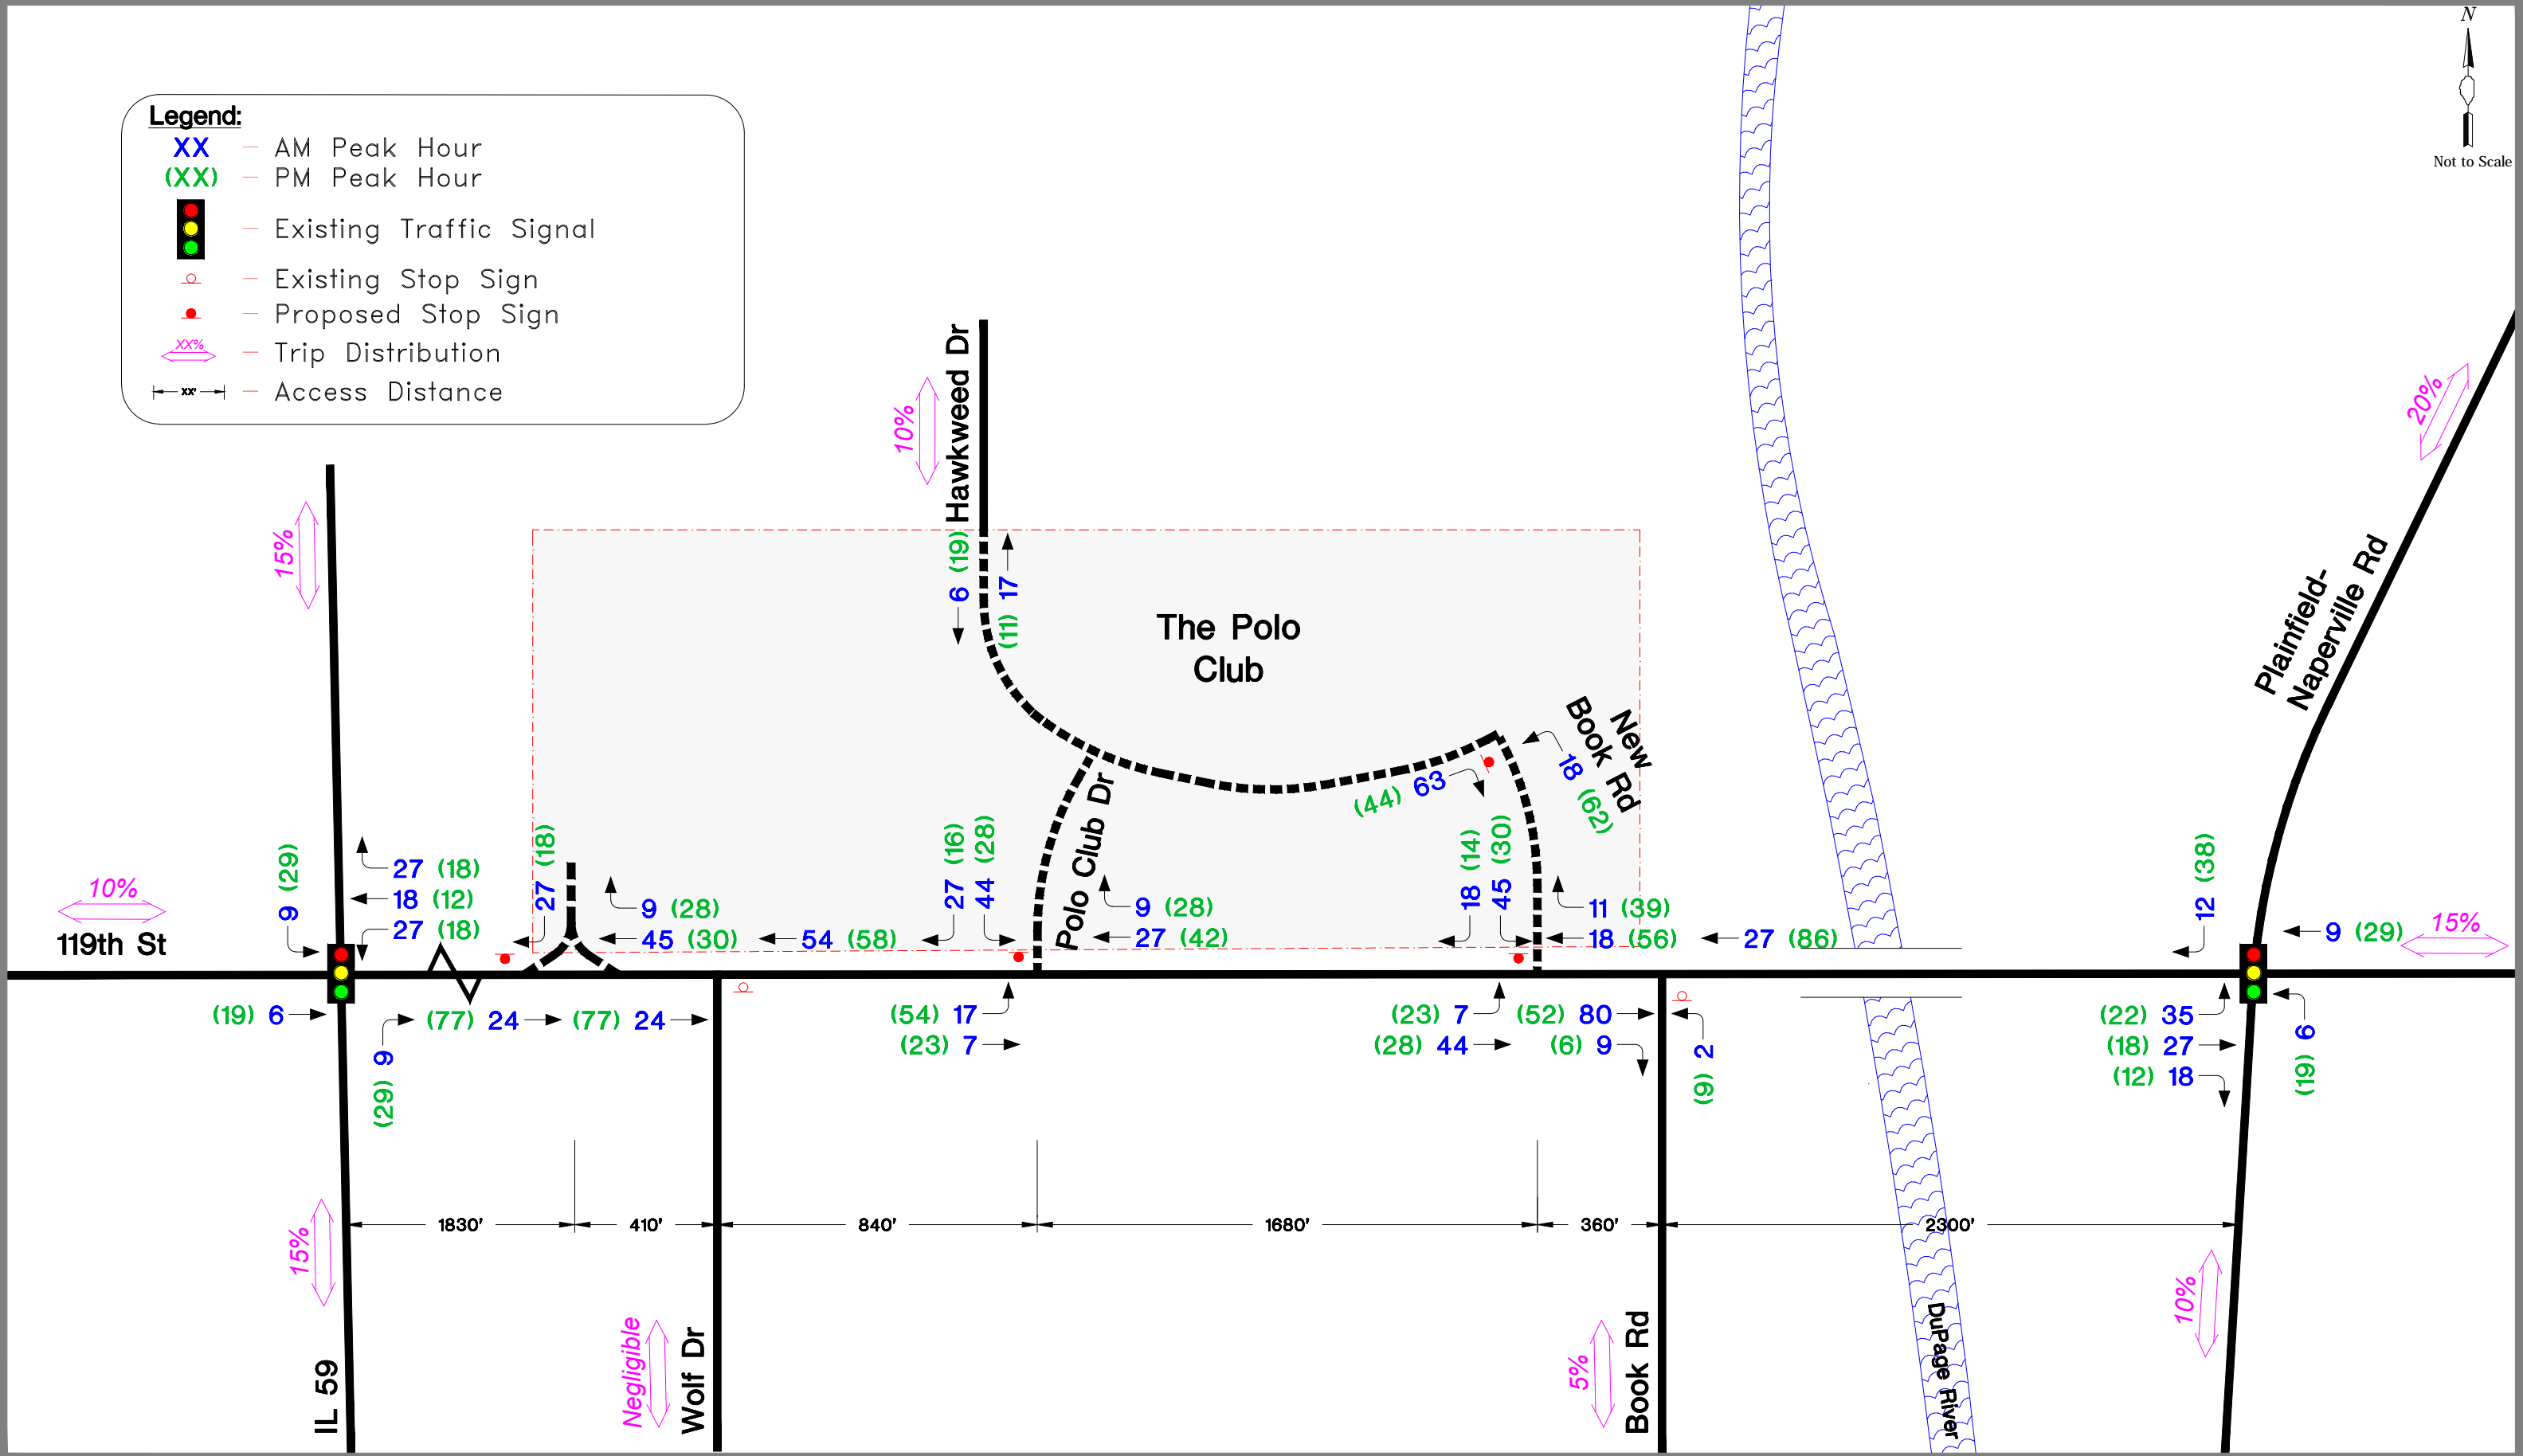 N
Not to Scale
Legend:
XX — AM Peak Hour
(XX) — PM Peak Hour
— Existing Traffic Signal
— Existing Stop Sign
— Proposed Stop Sign
XX% — Trip Distribution
XX' — Access Distance
15%
10%
Hawkweed Dr
20%
6 (19)
(11) 17
The Polo
Club
Plainfield-
Naperville Rd
New
Book Rd
18 (62)
(44) 63
Polo Club Dr
10%
119th St
9 (29)
27 (18)
18 (12)
27 (18)
27 (18)
9 (28)
45 (30)
54 (58)
27 (16)
44 (28)
9 (28)
27 (42)
18 (14)
45 (30)
11 (39)
18 (56)
27 (86)
12 (38)
9 (29)
15%
(19) 6
(29) 9
(77) 24
(77) 24
(54) 17
(23) 7
(23) 7
(28) 44
(52) 80
(6) 9
(9) 2
(22) 35
(18) 27
(12) 18
(19) 6
1830'
410'
840'
1680'
360'
2300'
15%
IL 59
Negligible
Wolf Dr
5%
Book Rd
DuPage River
10%